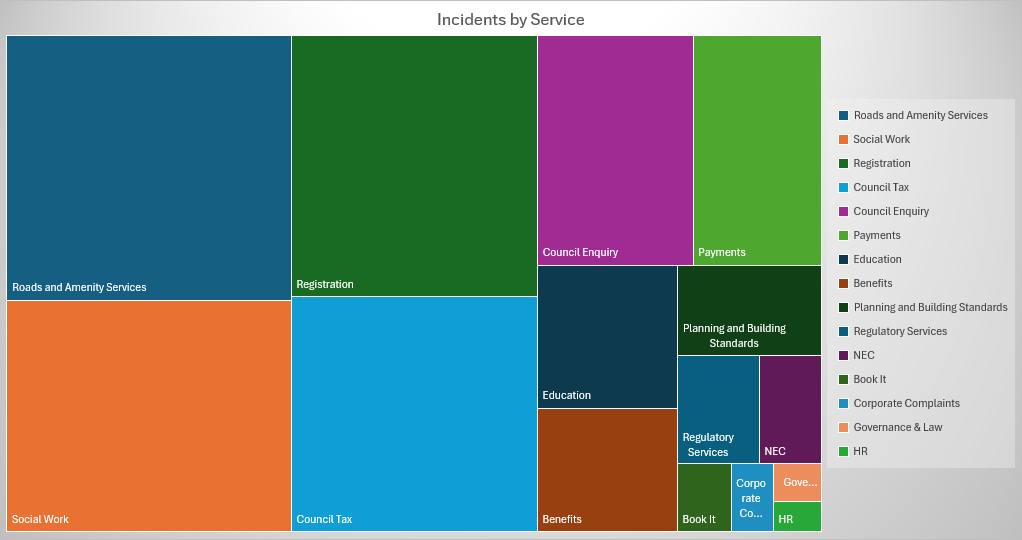 Incidents by Service
Roads and Amenity Services
Registration
Council Enquiry
Payments
Social Work
Council Tax
Education
Benefits
Planning and Building
Standards
Regulatory
Services
NEC
Book It
Corpo
rate
Co...
Gove...
HR
Roads and Amenity Services
Social Work
Registration
Council Tax
Council Enquiry
Payments
Education
Benefits
Planning and Building Standards
Regulatory Services
NEC
Book It
Corporate Complaints
Governance & Law
HR